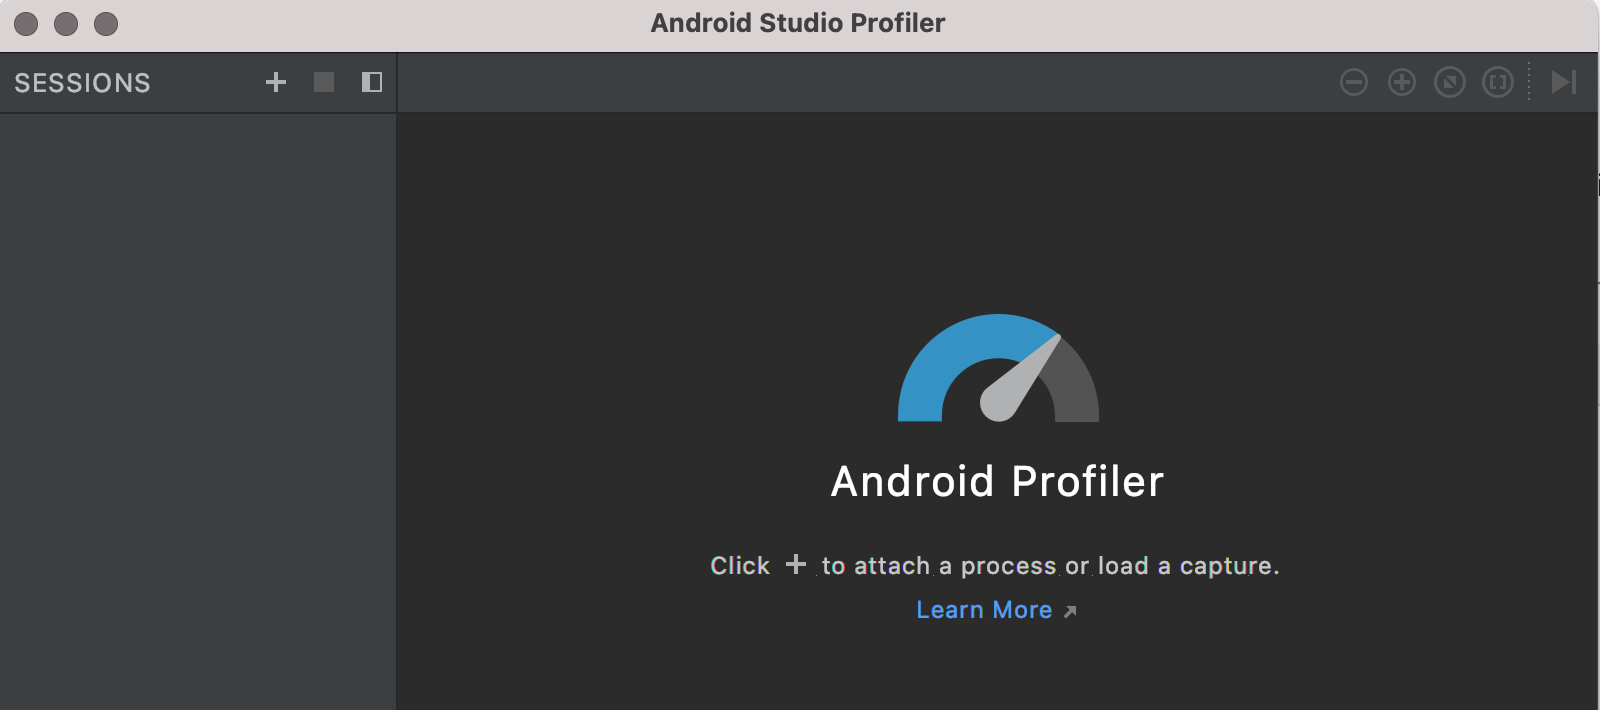 Android Studio Profiler
SESSIONS
Android Profiler
Click + to attach a process or load a capture.
Learn More